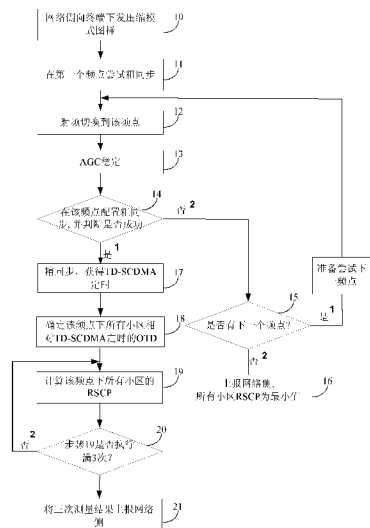 网络侧向终端下发压缩模
式图样
10
在第一个频点尝试粗同步
11
射频切换到该频点
12
AGC稳定
13
在该频点配置粗同
步,并判断是否成功
14
否
2
1
是
精同步、获得TD-SCDMA
定时
17
准备尝试下
一频点
确定该频点下所有小区相
对TD-SCDMA定时的OTD
18
是否有下一个频点?
15
是
1
2
否
计算该频点下所有小区的
RSCP
19
上报网络侧,
所有小区RSCP为最小值
16
步骤19是否执行
满3次?
20
2
否
1
是
将三次测量结果上报网络
侧
21